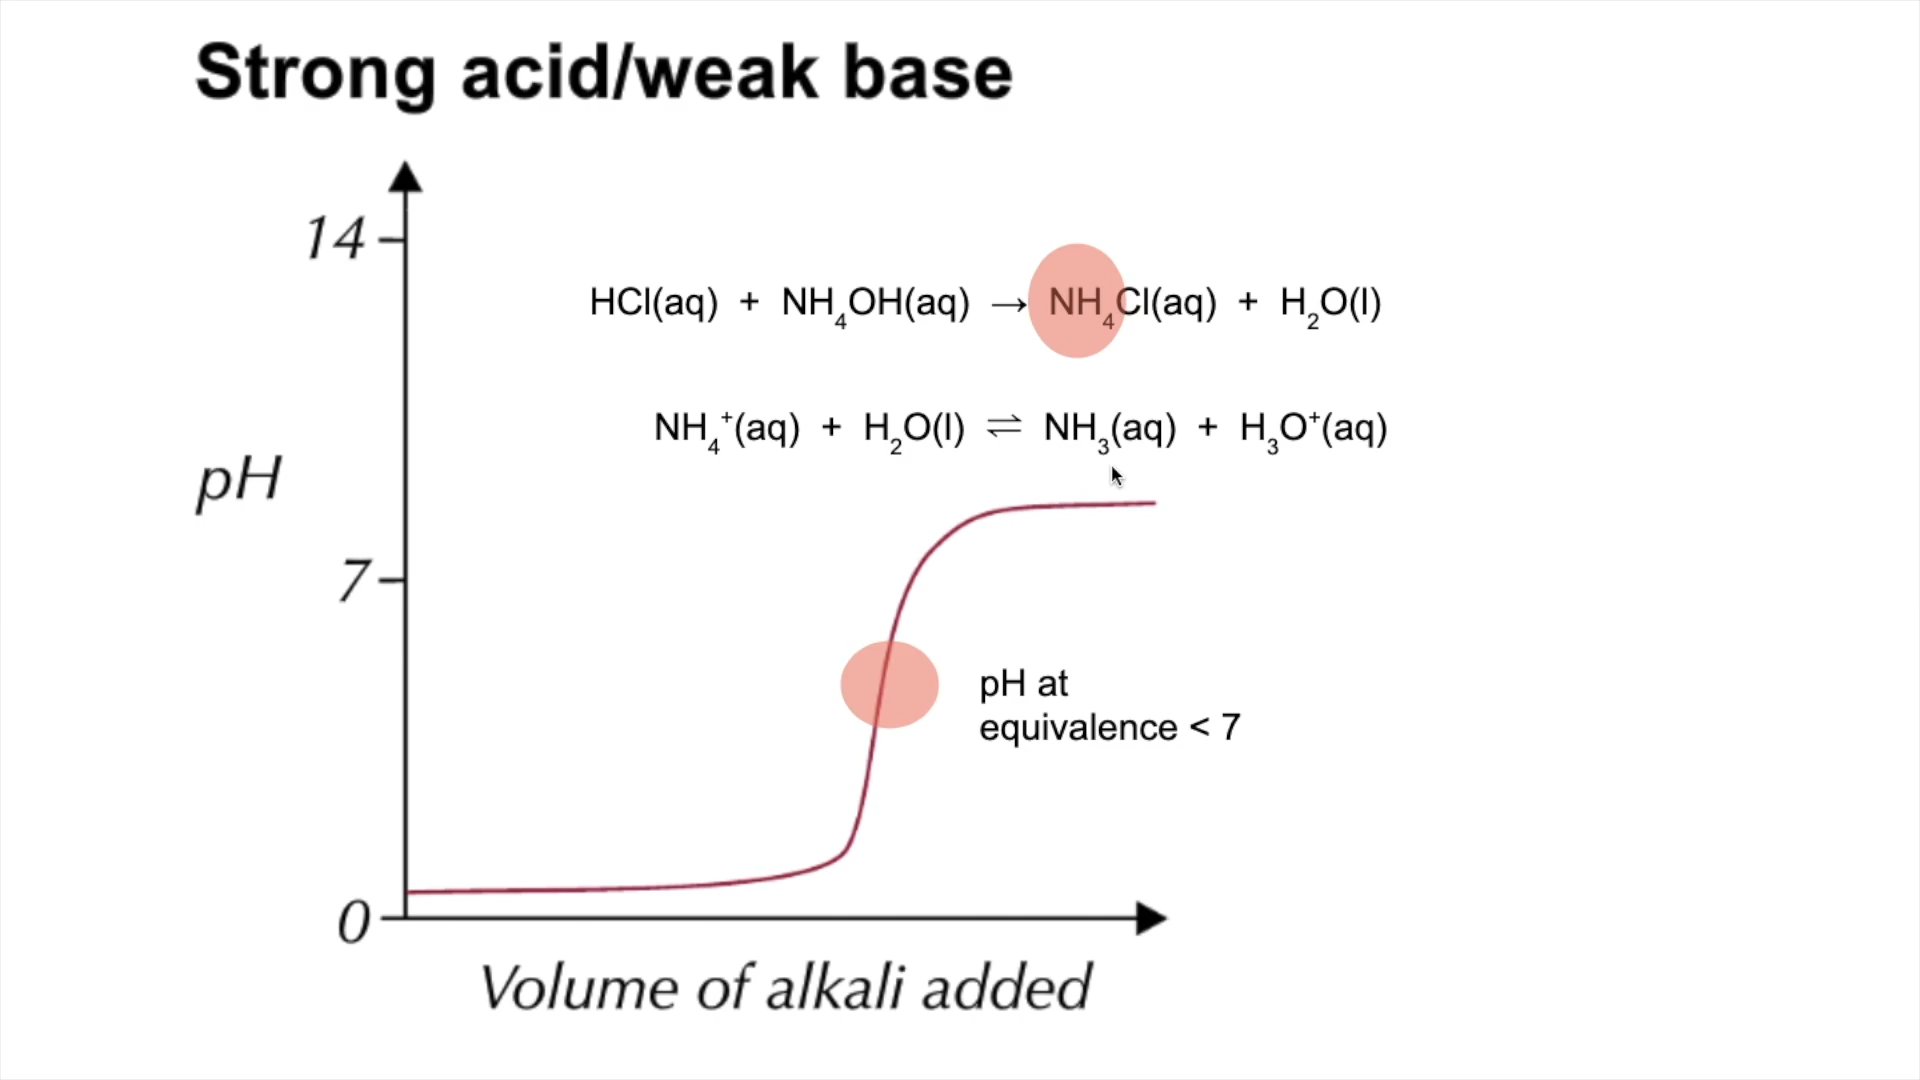 Strong acid/weak base
14
HCl(aq) + NH₄OH(aq) → NH₄Cl(aq) + H₂O(l)
NH₄⁺(aq) + H₂O(l) ⇌ NH₃(aq) + H₃O⁺(aq)
pH
7
pH at
equivalence < 7
0
Volume of alkali added